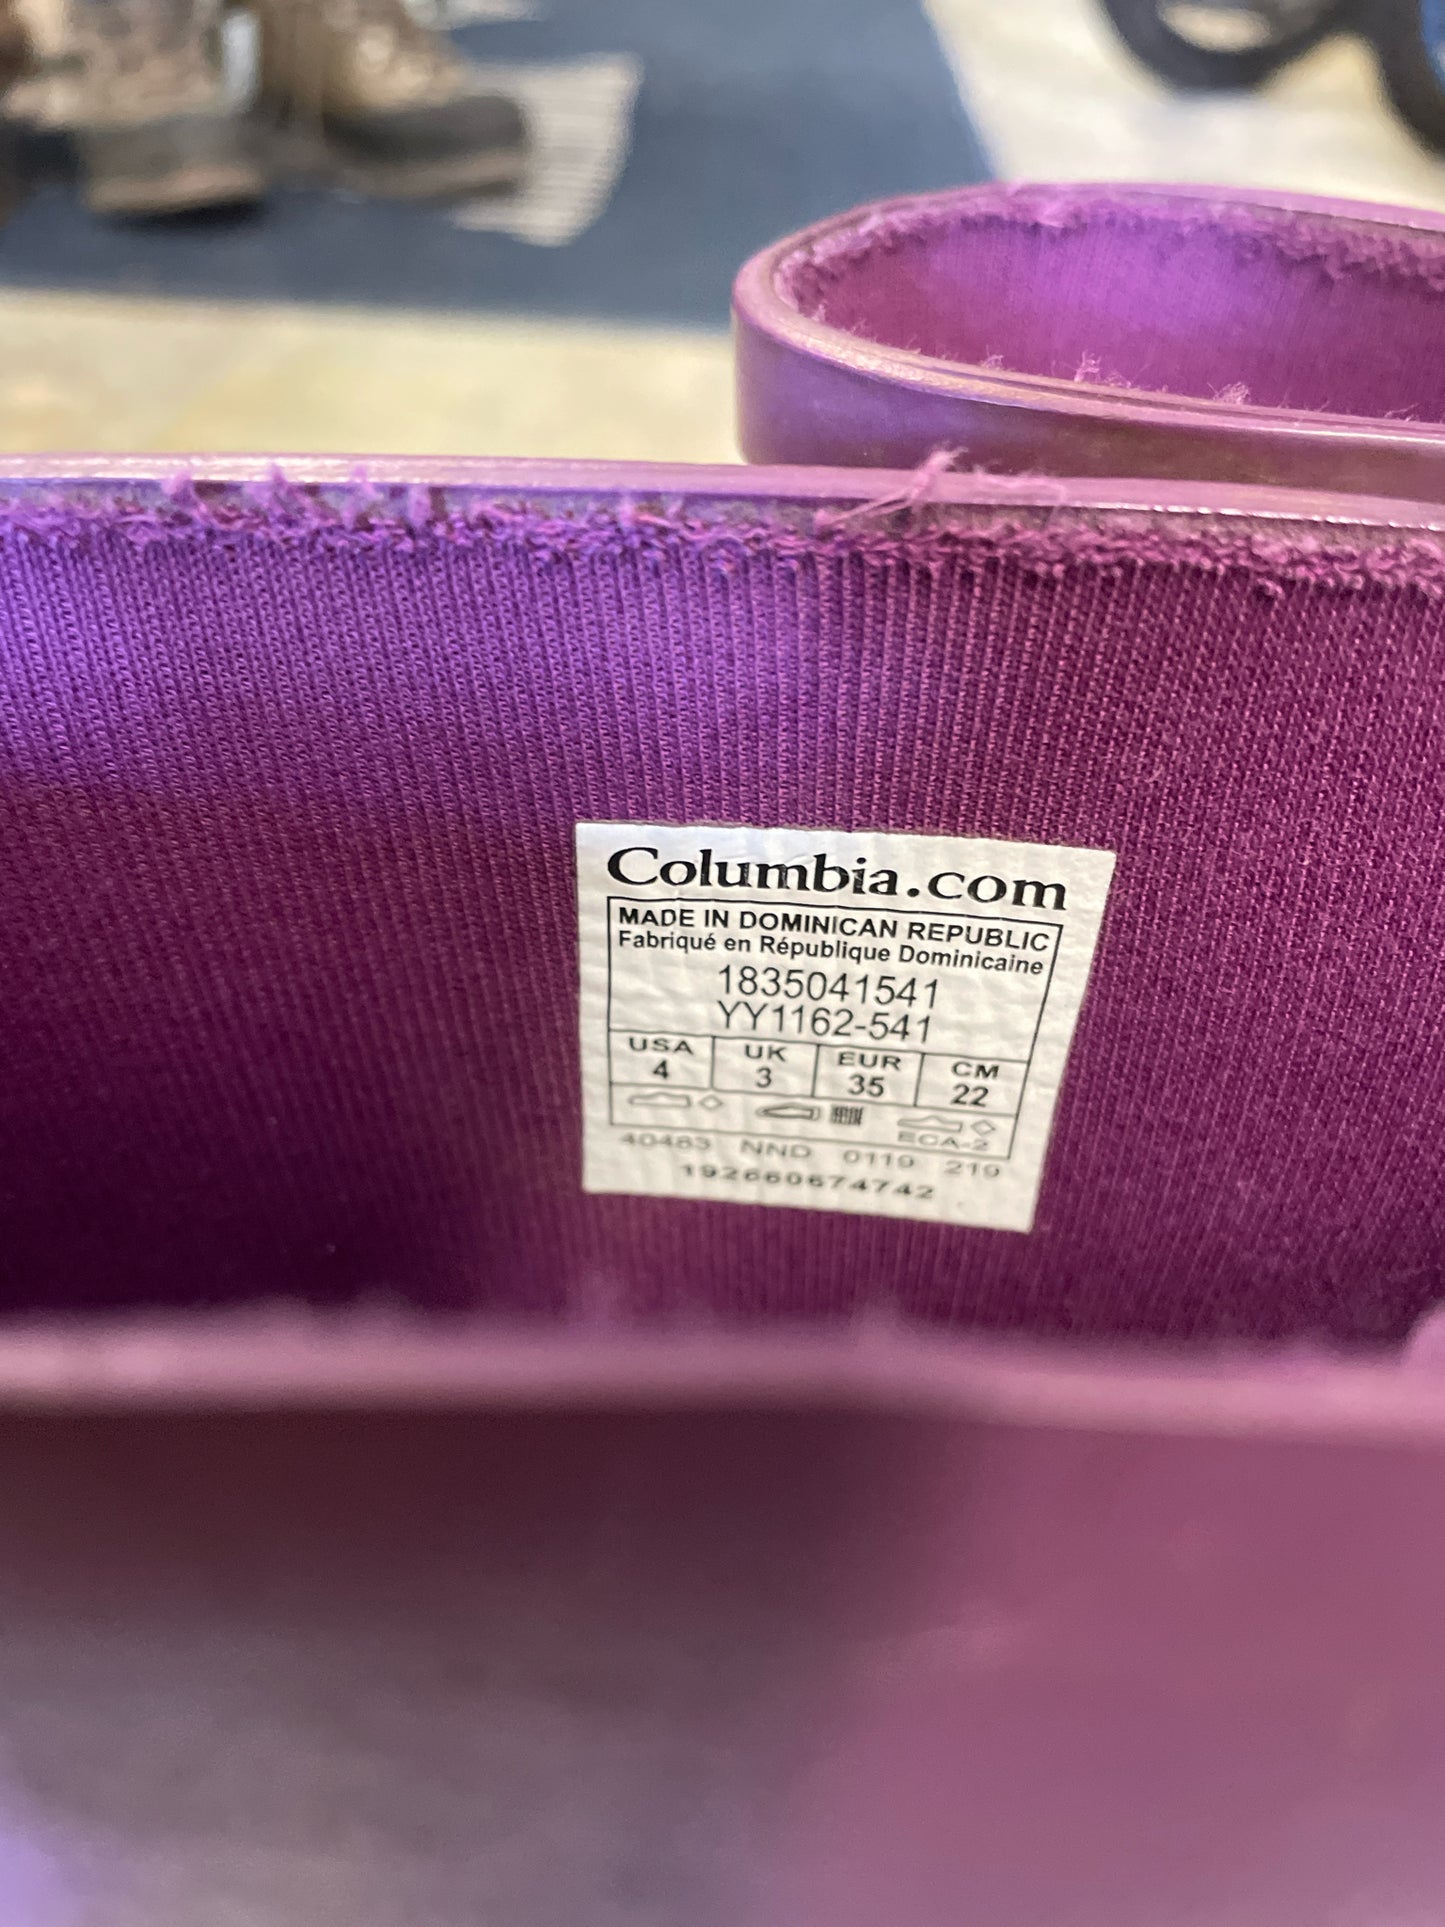 Columbia.com
MADE IN DOMINICAN REPUBLIC
Fabriqué en République Dominicaine
1835041541
YY1162-541
USA UK EUR CM
4 3 35 22
ECA-2
40483 NND 0119 219
192660674742